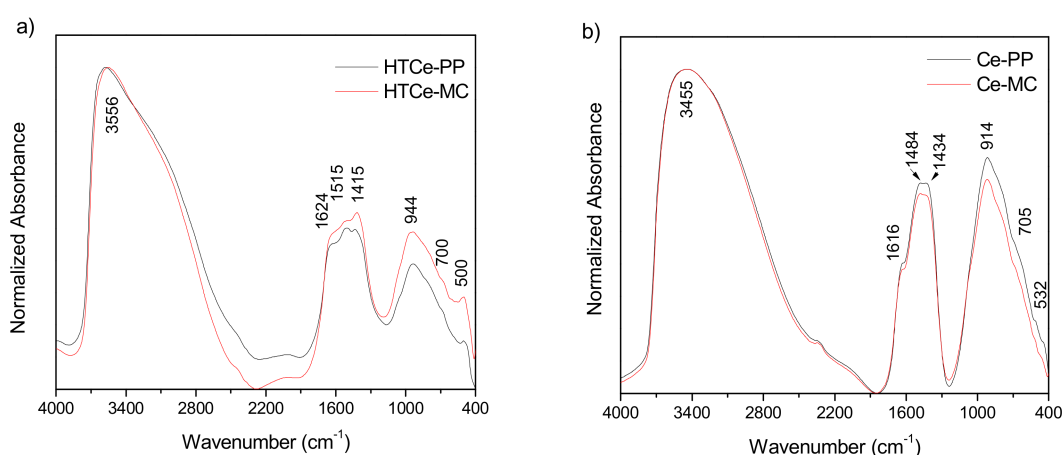 a)
HTCe-PP
HTCe-MC
3556
1624
1515
1415
944
700
500
Normalized Absorbance
4000 3400 2800 2200 1600 1000 400
Wavenumber (cm⁻¹)
b)
Ce-PP
Ce-MC
3455
1616
1484
1434
914
705
532
Normalized Absorbance
4000 3400 2800 2200 1600 1000 400
Wavenumber (cm⁻¹)